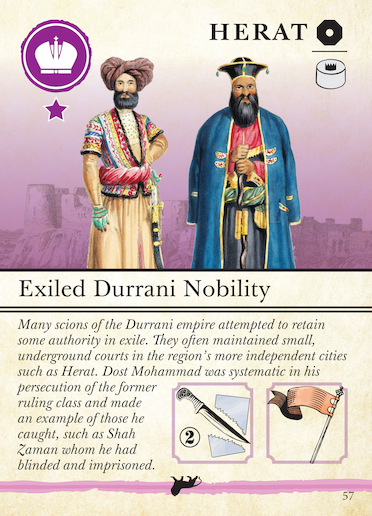 HERAT
Exiled Durrani Nobility
Many scions of the Durrani empire attempted to retain
some authority in exile. They often maintained small,
underground courts in the region's more independent cities
such as Herat. Dost Mohammad was systematic in his
persecution of the former
ruling class and made
an example of those he
caught, such as Shah
Zaman whom he had
blinded and imprisoned.
2
57